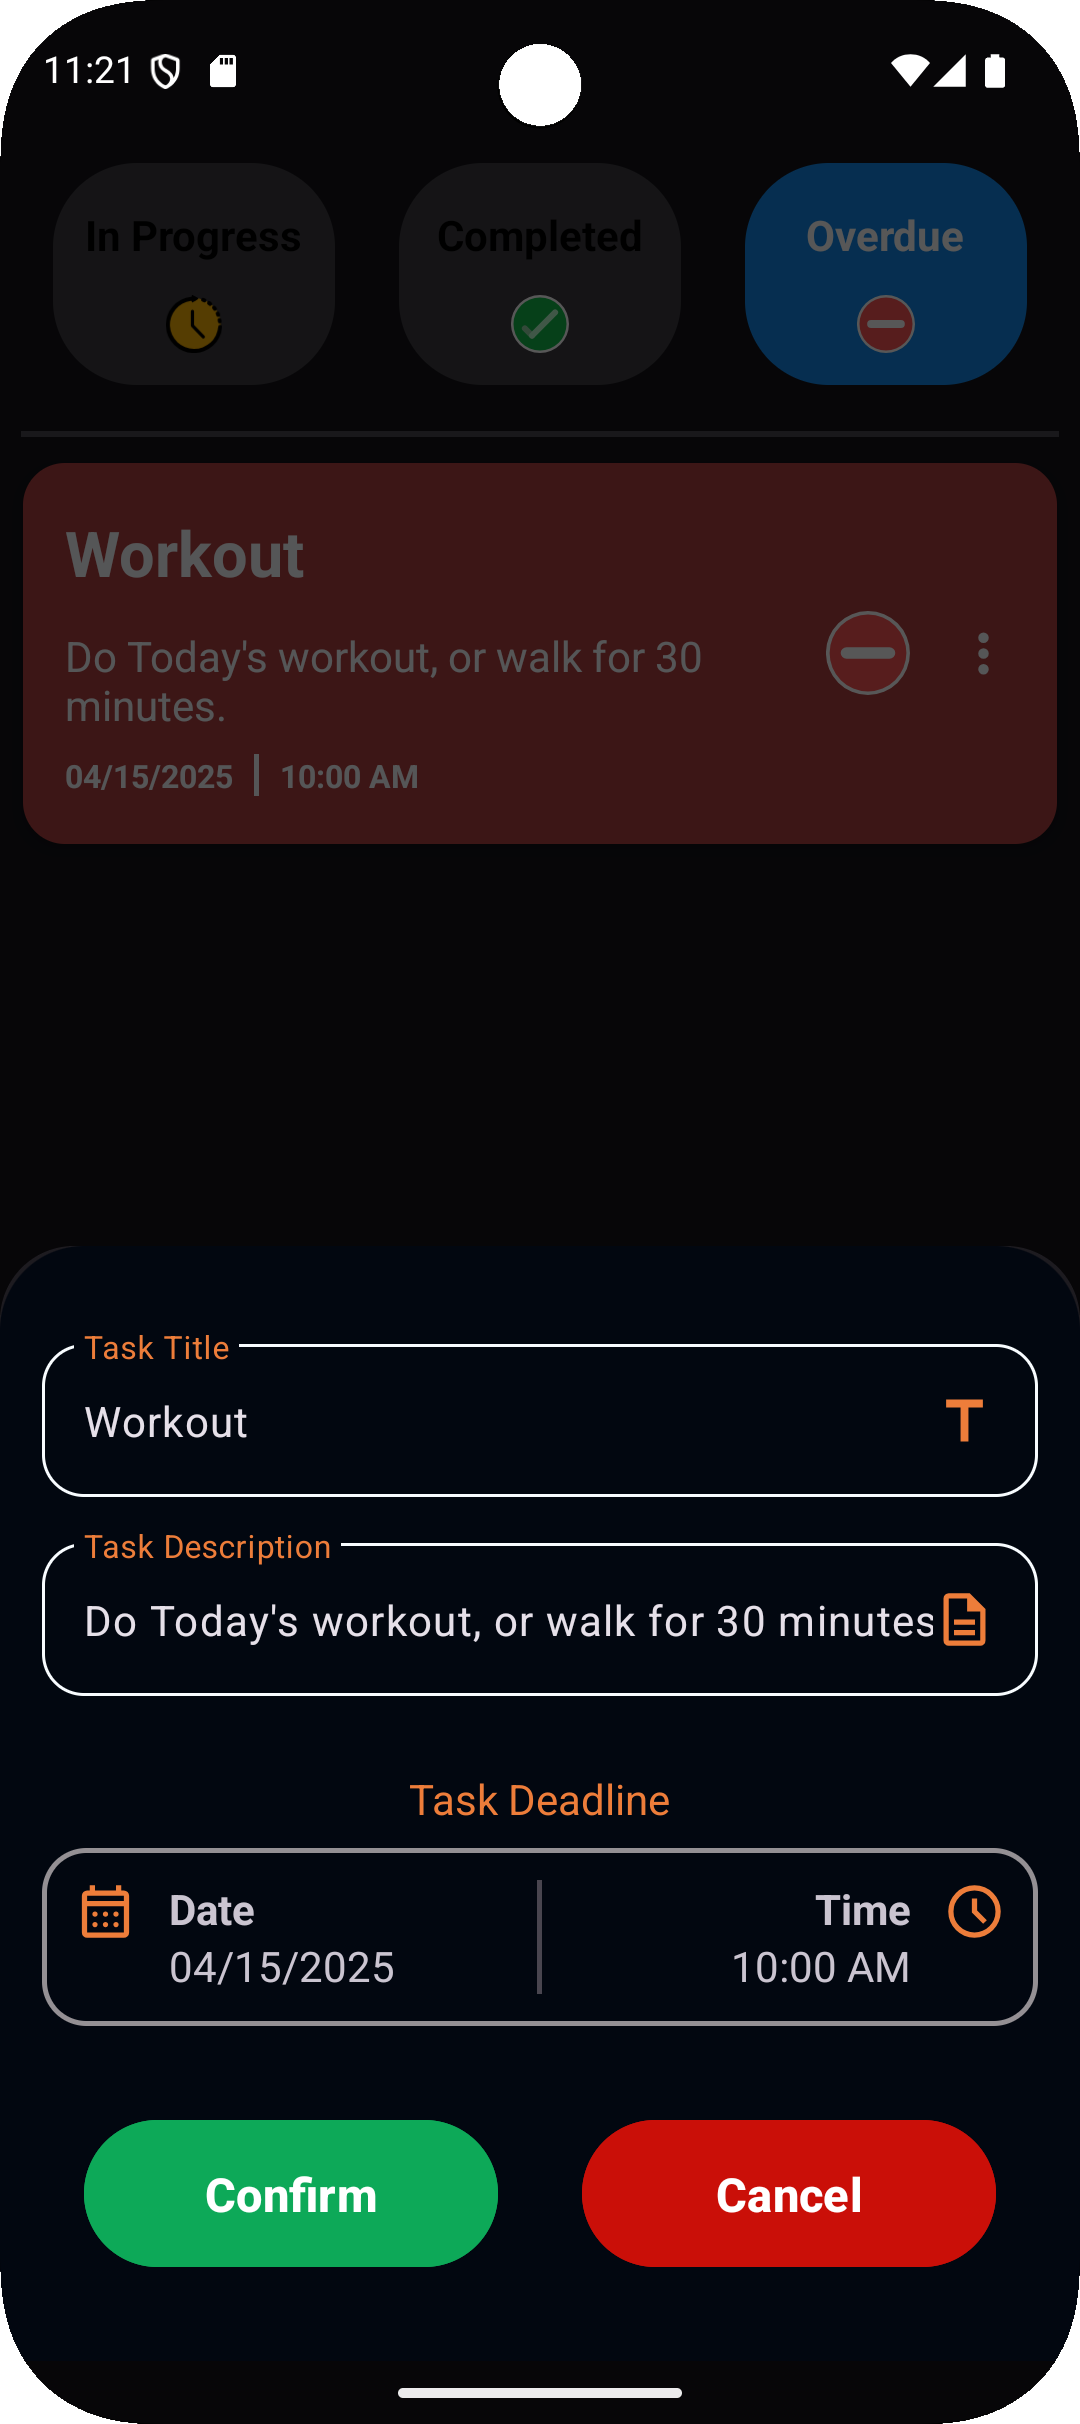 11:21
In Progress
Completed
Overdue
Workout
Do Today's workout, or walk for 30
minutes.
04/15/2025
10:00 AM
Task Title
Workout
Task Description
Do Today's workout, or walk for 30 minutes
Task Deadline
Date
04/15/2025
Time
10:00 AM
Confirm
Cancel